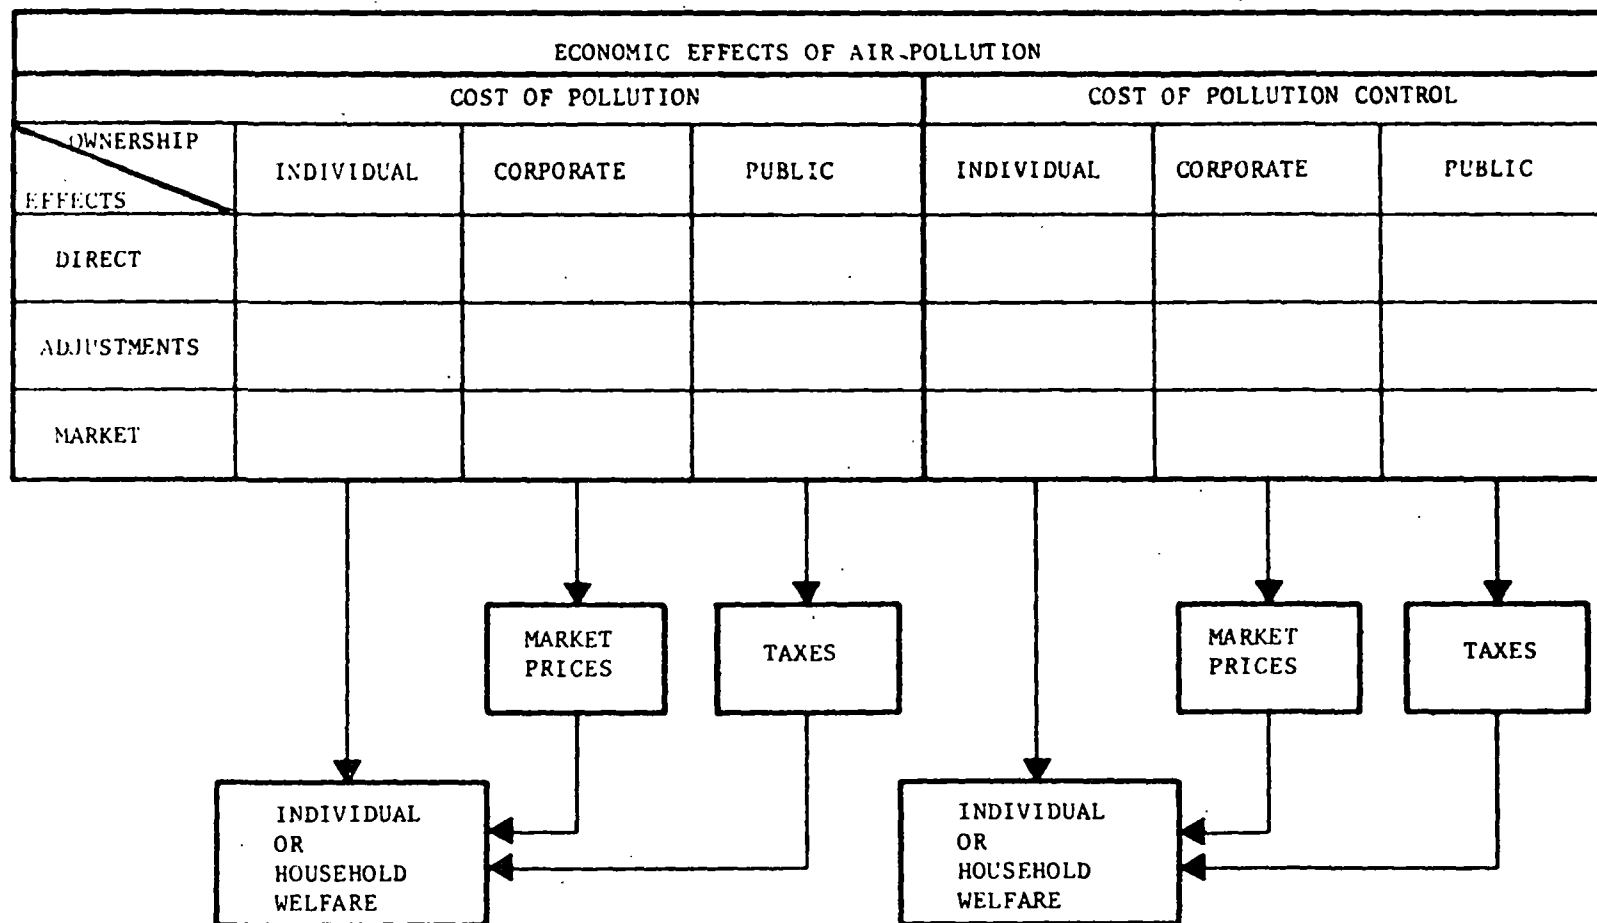 ECONOMIC EFFECTS OF AIR-POLLUTION
COST OF POLLUTION
COST OF POLLUTION CONTROL
OWNERSHIP
EFFECTS
INDIVIDUAL
CORPORATE
PUBLIC
INDIVIDUAL
CORPORATE
PUBLIC
DIRECT
ADJUSTMENTS
MARKET
MARKET
PRICES
TAXES
MARKET
PRICES
TAXES
INDIVIDUAL
OR
HOUSEHOLD
WELFARE
INDIVIDUAL
OR
HOUSEHOLD
WELFARE